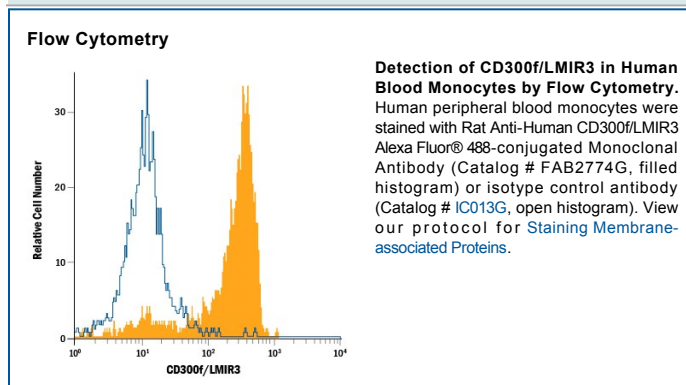 Flow Cytometry
Relative Cell Number
30
20
10
0
10⁰
10¹
10²
10³
10⁴
CD300f/LMIR3
Detection of CD300f/LMIR3 in Human
Blood Monocytes by Flow Cytometry.
Human peripheral blood monocytes were
stained with Rat Anti-Human CD300f/LMIR3
Alexa Fluor® 488-conjugated Monoclonal
Antibody (Catalog # FAB2774G, filled
histogram) or isotype control antibody
(Catalog # IC013G, open histogram). View
our protocol for Staining Membrane-
associated Proteins.